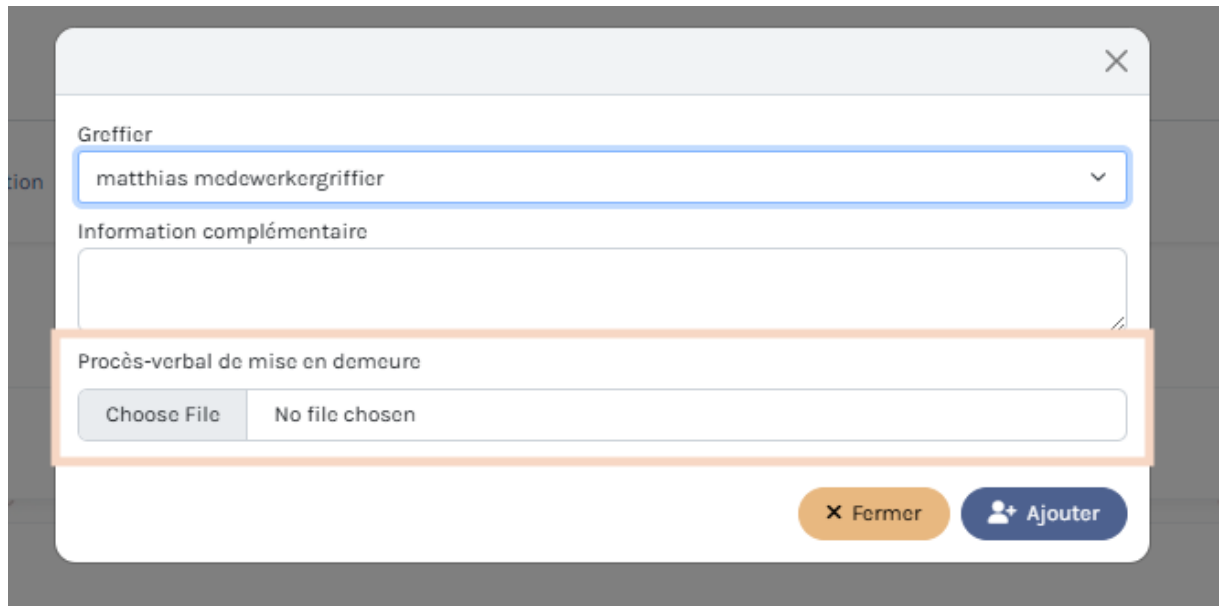 tion
Greffier
matthias medewerkergriffier
Information complémentaire
Procès-verbal de mise en demeure
Choose File No file chosen
× Fermer Ajouter